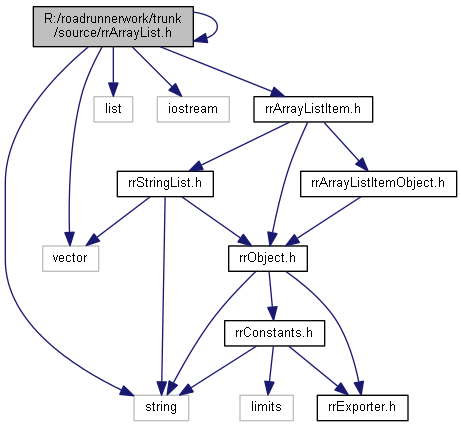 R:/roadrunnerwork/trunk
/source/rrArrayList.h
list
iostream
rrArrayListItem.h
rrStringList.h
rrArrayListItemObject.h
vector
rrObject.h
rrConstants.h
string
limits
rrExporter.h